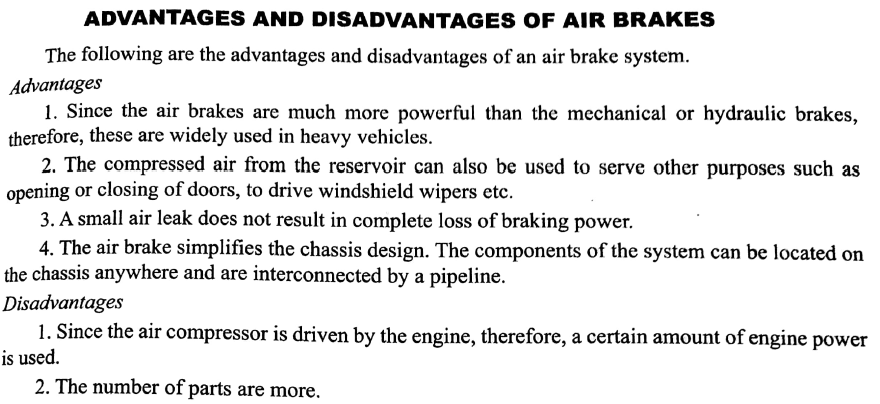 ADVANTAGES AND DISADVANTAGES OF AIR BRAKES
The following are the advantages and disadvantages of an air brake system.
Advantages
1. Since the air brakes are much more powerful than the mechanical or hydraulic brakes,
therefore, these are widely used in heavy vehicles.
2. The compressed air from the reservoir can also be used to serve other purposes such as
opening or closing of doors, to drive windshield wipers etc.
3. A small air leak does not result in complete loss of braking power.
4. The air brake simplifies the chassis design. The components of the system can be located on
the chassis anywhere and are interconnected by a pipeline.
Disadvantages
1. Since the air compressor is driven by the engine, therefore, a certain amount of engine power
is used.
2. The number of parts are more.